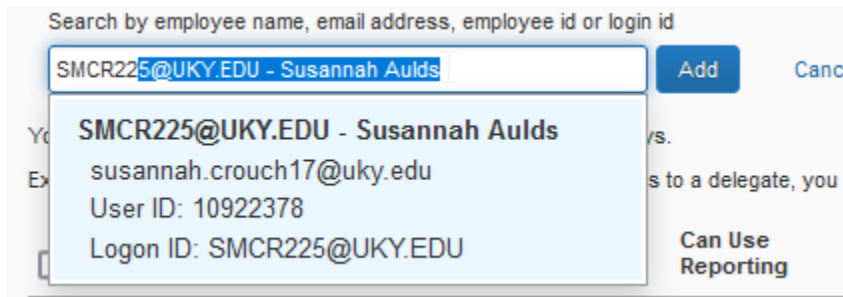 Search by employee name, email address, employee id or login id
SMCR225@UKY.EDU - Susannah Aulds
Add
Canc
SMCR225@UKY.EDU - Susannah Aulds
susannah.crouch17@uky.edu
User ID: 10922378
Logon ID: SMCR225@UKY.EDU
Yo
ys.
Ex
s to a delegate, you
Can Use
Reporting